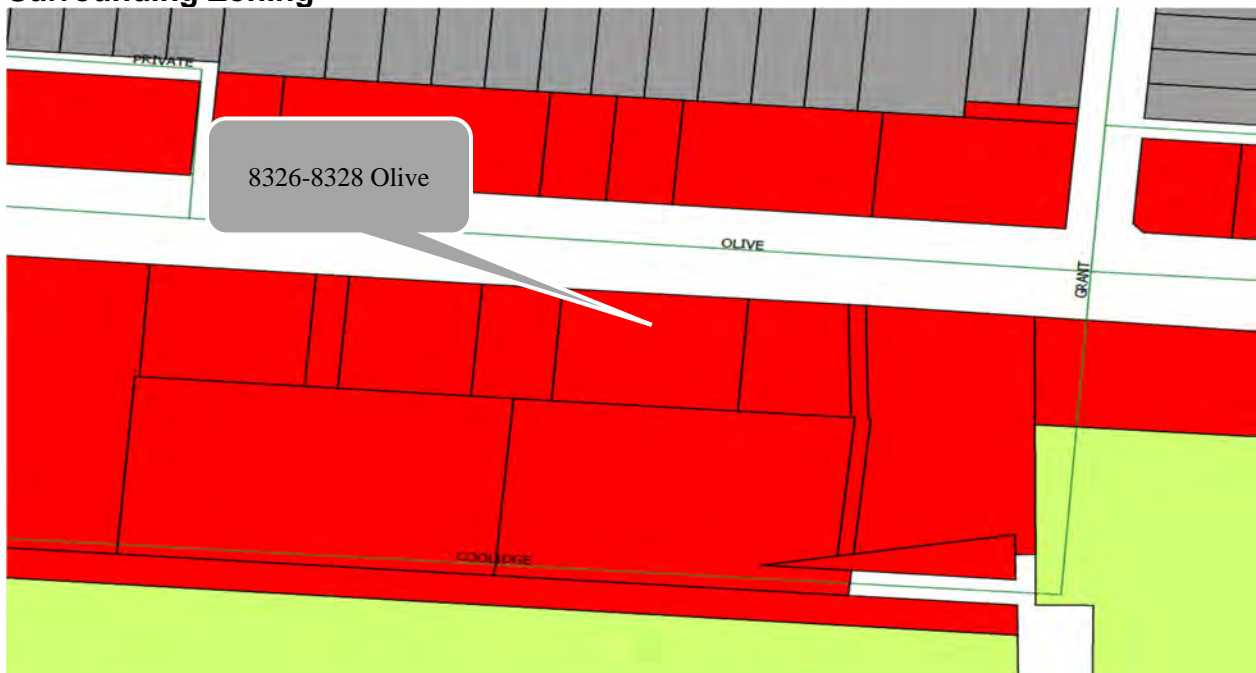 Surrounding Zoning
PRIVATE
8326-8328 Olive
OLIVE
GRANT
COOLIDGE